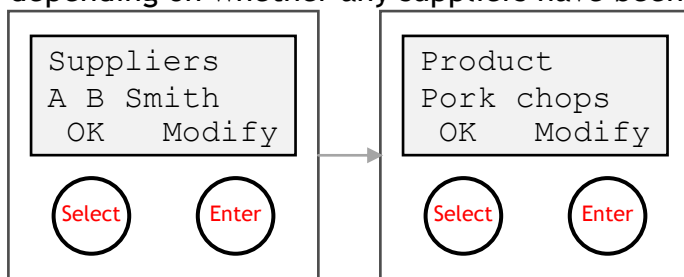 depending on whether any suppliers have been
Suppliers
A B Smith
OK Modify
Select Enter
Product
Pork chops
OK Modify
Select Enter